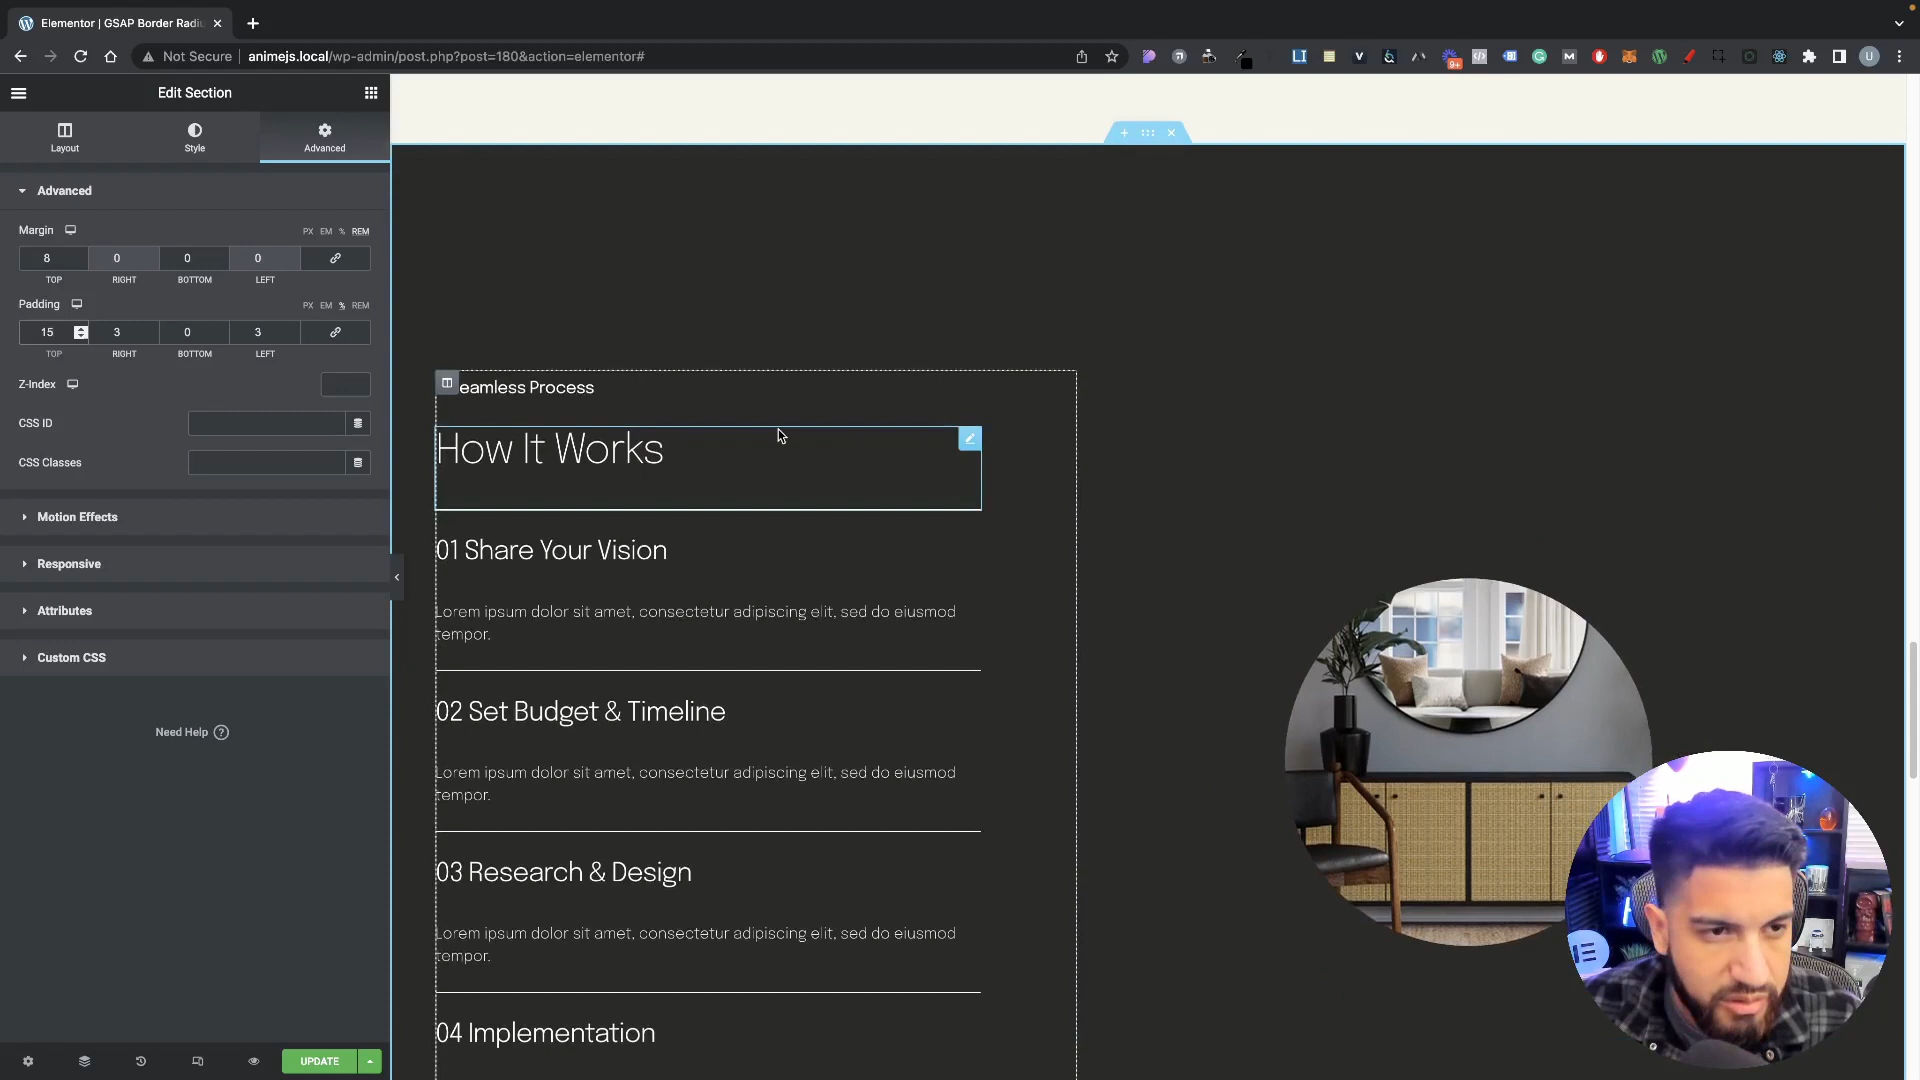 Elementor | GSAP Border Radiu
Not Secure
animejs.local/wp-admin/post.php?post=180&action=elementor#
9+
U
Edit Section
Layout
Style
Advanced
Advanced
Margin
PX EM % REM
8 0 0 0
TOP RIGHT BOTTOM LEFT
Padding
PX EM % REM
15 3 0 3
TOP RIGHT BOTTOM LEFT
Z-Index
CSS ID
CSS Classes
Motion Effects
Responsive
Attributes
Custom CSS
Need Help ?
UPDATE
eamless Process
How It Works
01 Share Your Vision
Lorem ipsum dolor sit amet, consectetur adipiscing elit, sed do eiusmod
tempor.
02 Set Budget & Timeline
Lorem ipsum dolor sit amet, consectetur adipiscing elit, sed do eiusmod
tempor.
03 Research & Design
Lorem ipsum dolor sit amet, consectetur adipiscing elit, sed do eiusmod
tempor.
04 Implementation